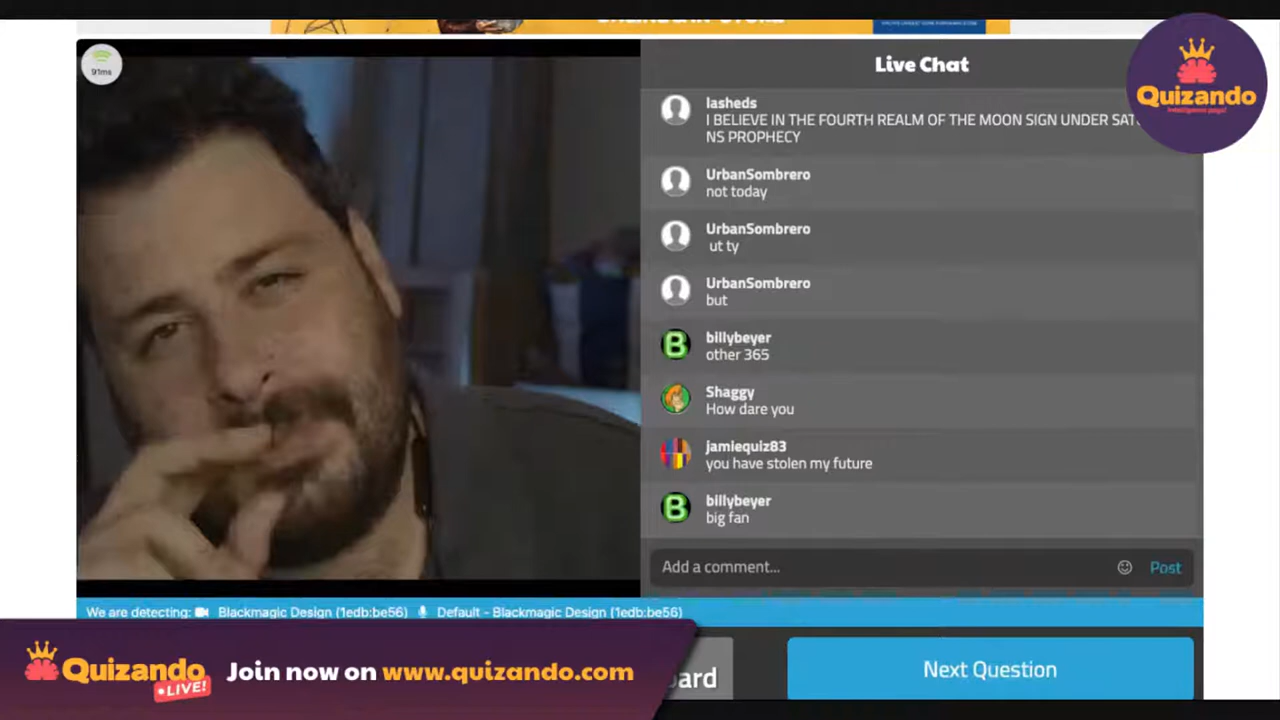 91ms
Live Chat
Quizando
Intelligence pays!
lasheds
I BELIEVE IN THE FOURTH REALM OF THE MOON SIGN UNDER SAT
NS PROPHECY
UrbanSombrero
not today
UrbanSombrero
ut ty
UrbanSombrero
but
billybeyer
other 365
Shaggy
How dare you
jamiequiz83
you have stolen my future
billybeyer
big fan
Add a comment...
Post
We are detecting: Blackmagic Design (1edb:be56) Default - Blackmagic Design (1edb:be56)
Quizando
LIVE!
Join now on www.quizando.com
ard
Next Question